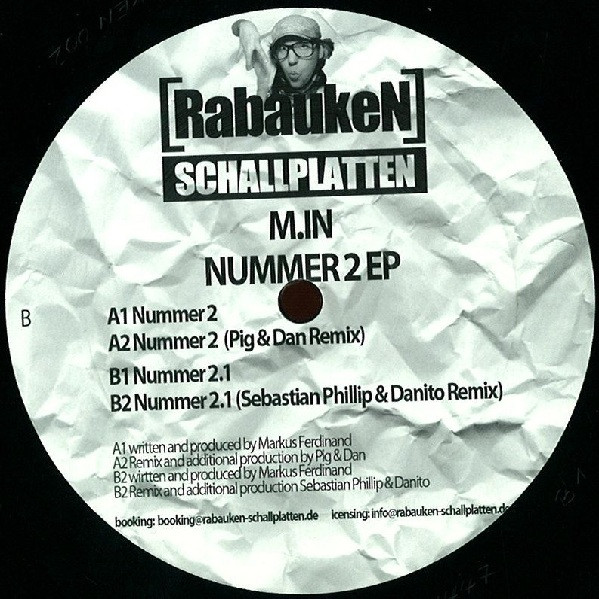 [RabaukeN]
SCHALLPLATTEN
M.IN
NUMMER 2 EP
B
A1 Nummer 2
A2 Nummer 2 (Pig & Dan Remix)
B1 Nummer 2.1
B2 Nummer 2.1 (Sebastian Phillip & Danito Remix)
A1 written and produced by Markus Ferdinand
A2 Remix and additional production by Pig & Dan
B2 wirtten and produced by Markus Ferdinand
B2 Remix and additional production Sebastian Phillip & Danito
booking: booking@rabauken-schallplatten.de icensing: info@rabauken-schallplatten.de